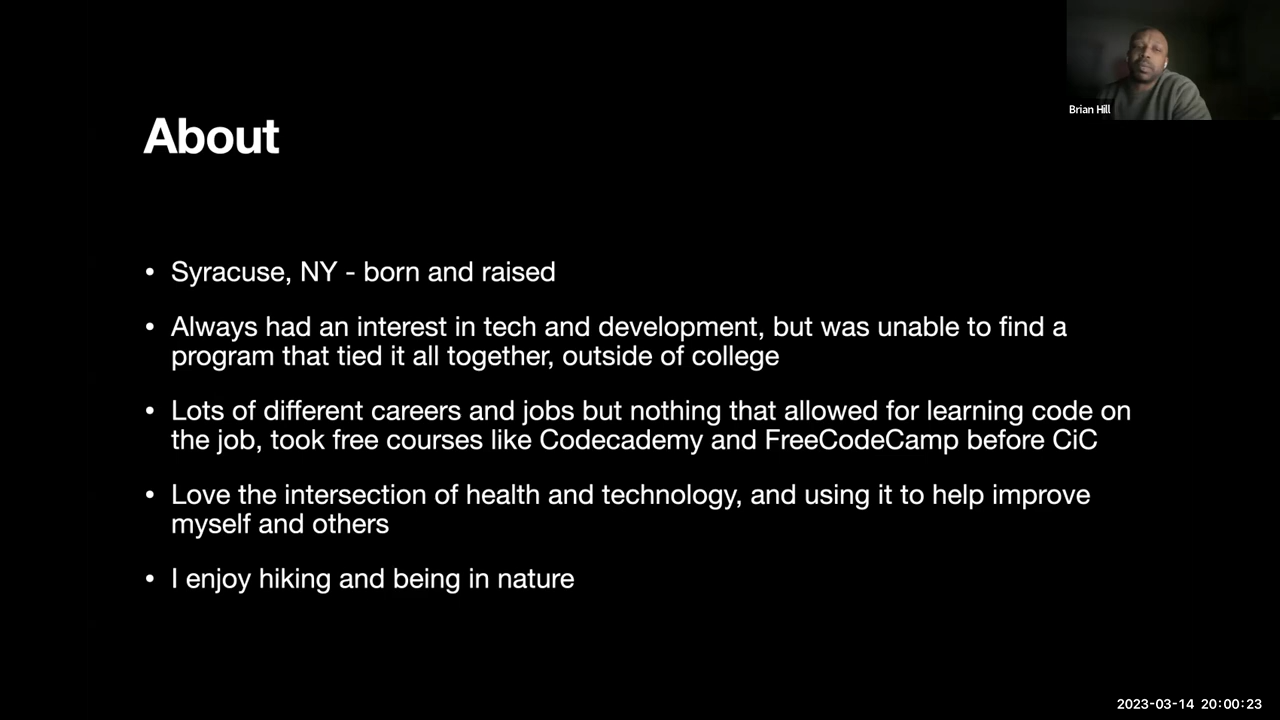 Brian Hill
About
• Syracuse, NY - born and raised
• Always had an interest in tech and development, but was unable to find a
program that tied it all together, outside of college
• Lots of different careers and jobs but nothing that allowed for learning code on
the job, took free courses like Codecademy and FreeCodeCamp before CiC
• Love the intersection of health and technology, and using it to help improve
myself and others
• I enjoy hiking and being in nature
2023-03-14 20:00:23